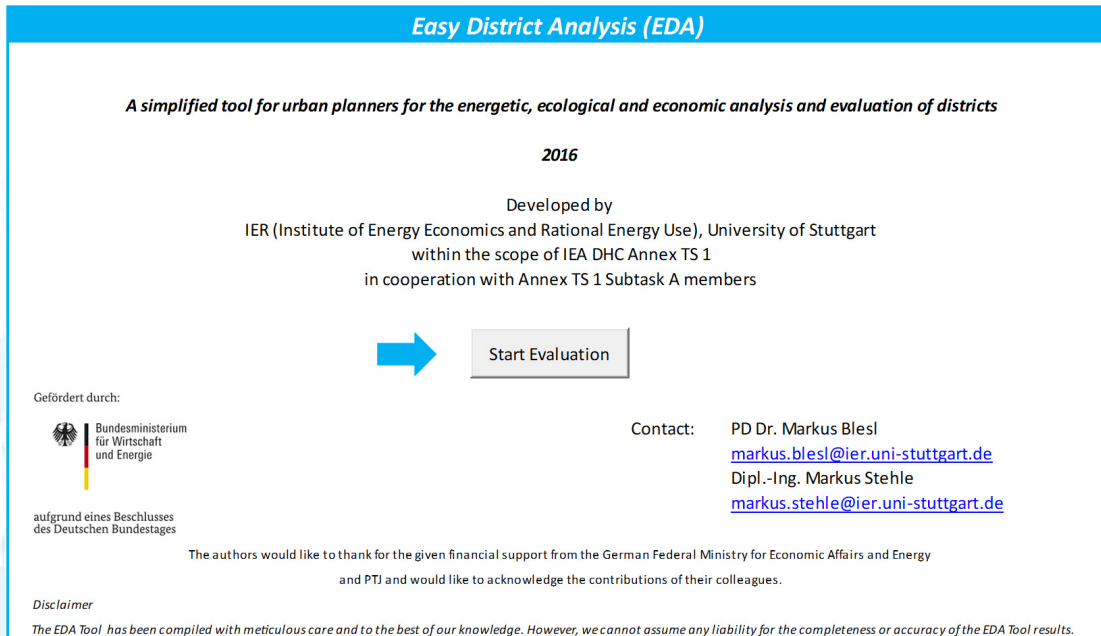 Easy District Analysis (EDA)
A simplified tool for urban planners for the energetic, ecological and economic analysis and evaluation of districts
2016
Developed by
IER (Institute of Energy Economics and Rational Energy Use), University of Stuttgart
within the scope of IEA DHC Annex TS 1
in cooperation with Annex TS 1 Subtask A members
Start Evaluation
Gefördert durch:
Bundesministerium
für Wirtschaft
und Energie
aufgrund eines Beschlusses
des Deutschen Bundestages
Contact: PD Dr. Markus Blesl
markus.blesl@ier.uni-stuttgart.de
Dipl.-Ing. Markus Stehle
markus.stehle@ier.uni-stuttgart.de
The authors would like to thank for the given financial support from the German Federal Ministry for Economic Affairs and Energy
and PTJ and would like to acknowledge the contributions of their colleagues.
Disclaimer
The EDA Tool has been compiled with meticulous care and to the best of our knowledge. However, we cannot assume any liability for the completeness or accuracy of the EDA Tool results.